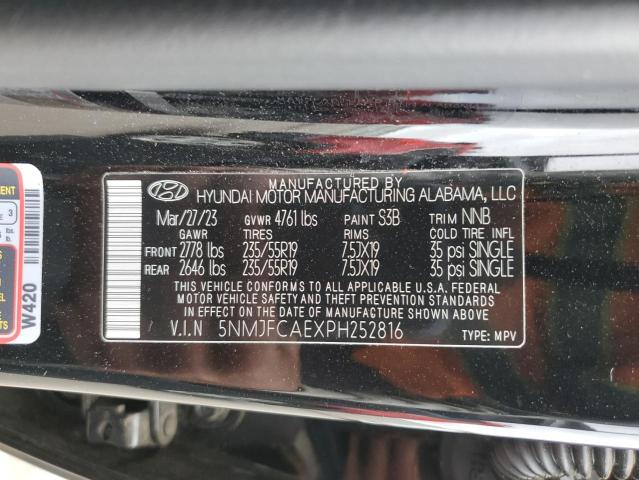 MANUFACTURED BY
HYUNDAI MOTOR MANUFACTURING ALABAMA, LLC
Mar/27/23 GVWR 4761 lbs PAINT S3B TRIM NNB
GAWR TIRES RIMS COLD TIRE INFL
FRONT 2778 lbs 235/55R19 7.5JX19 35 psi SINGLE
REAR 2646 lbs 235/55R19 7.5JX19 35 psi SINGLE
THIS VEHICLE CONFORMS TO ALL APPLICABLE U.S.A. FEDERAL
MOTOR VEHICLE SAFETY, BUMPER, AND THEFT PREVENTION STANDARDS
IN EFFECT ON THE DATE OF MANUFACTURE SHOWN ABOVE.
V.I.N 5NMJFCAEXPH252816 TYPE: MPV
3
lbs.
W420